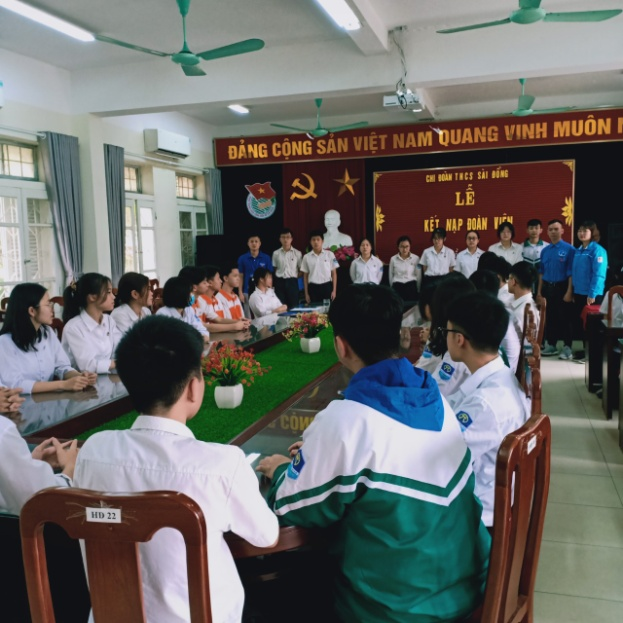 ĐẢNG CỘNG SẢN VIỆT NAM QUANG VINH MUÔN
CHI ĐOÀN THCS SÀI ĐỒNG
LỄ
KẾT NẠP ĐOÀN VIÊN
HD 22